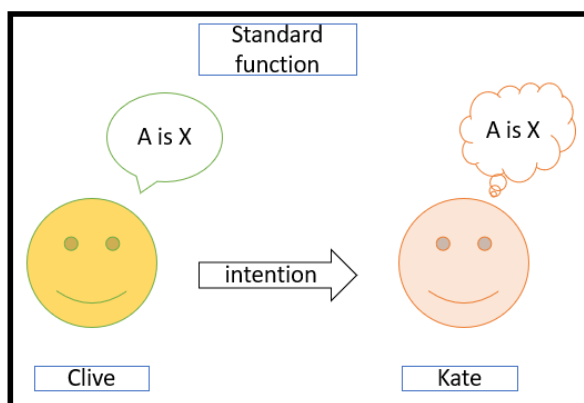 Standard
function
A is X
A is X
intention
Clive
Kate